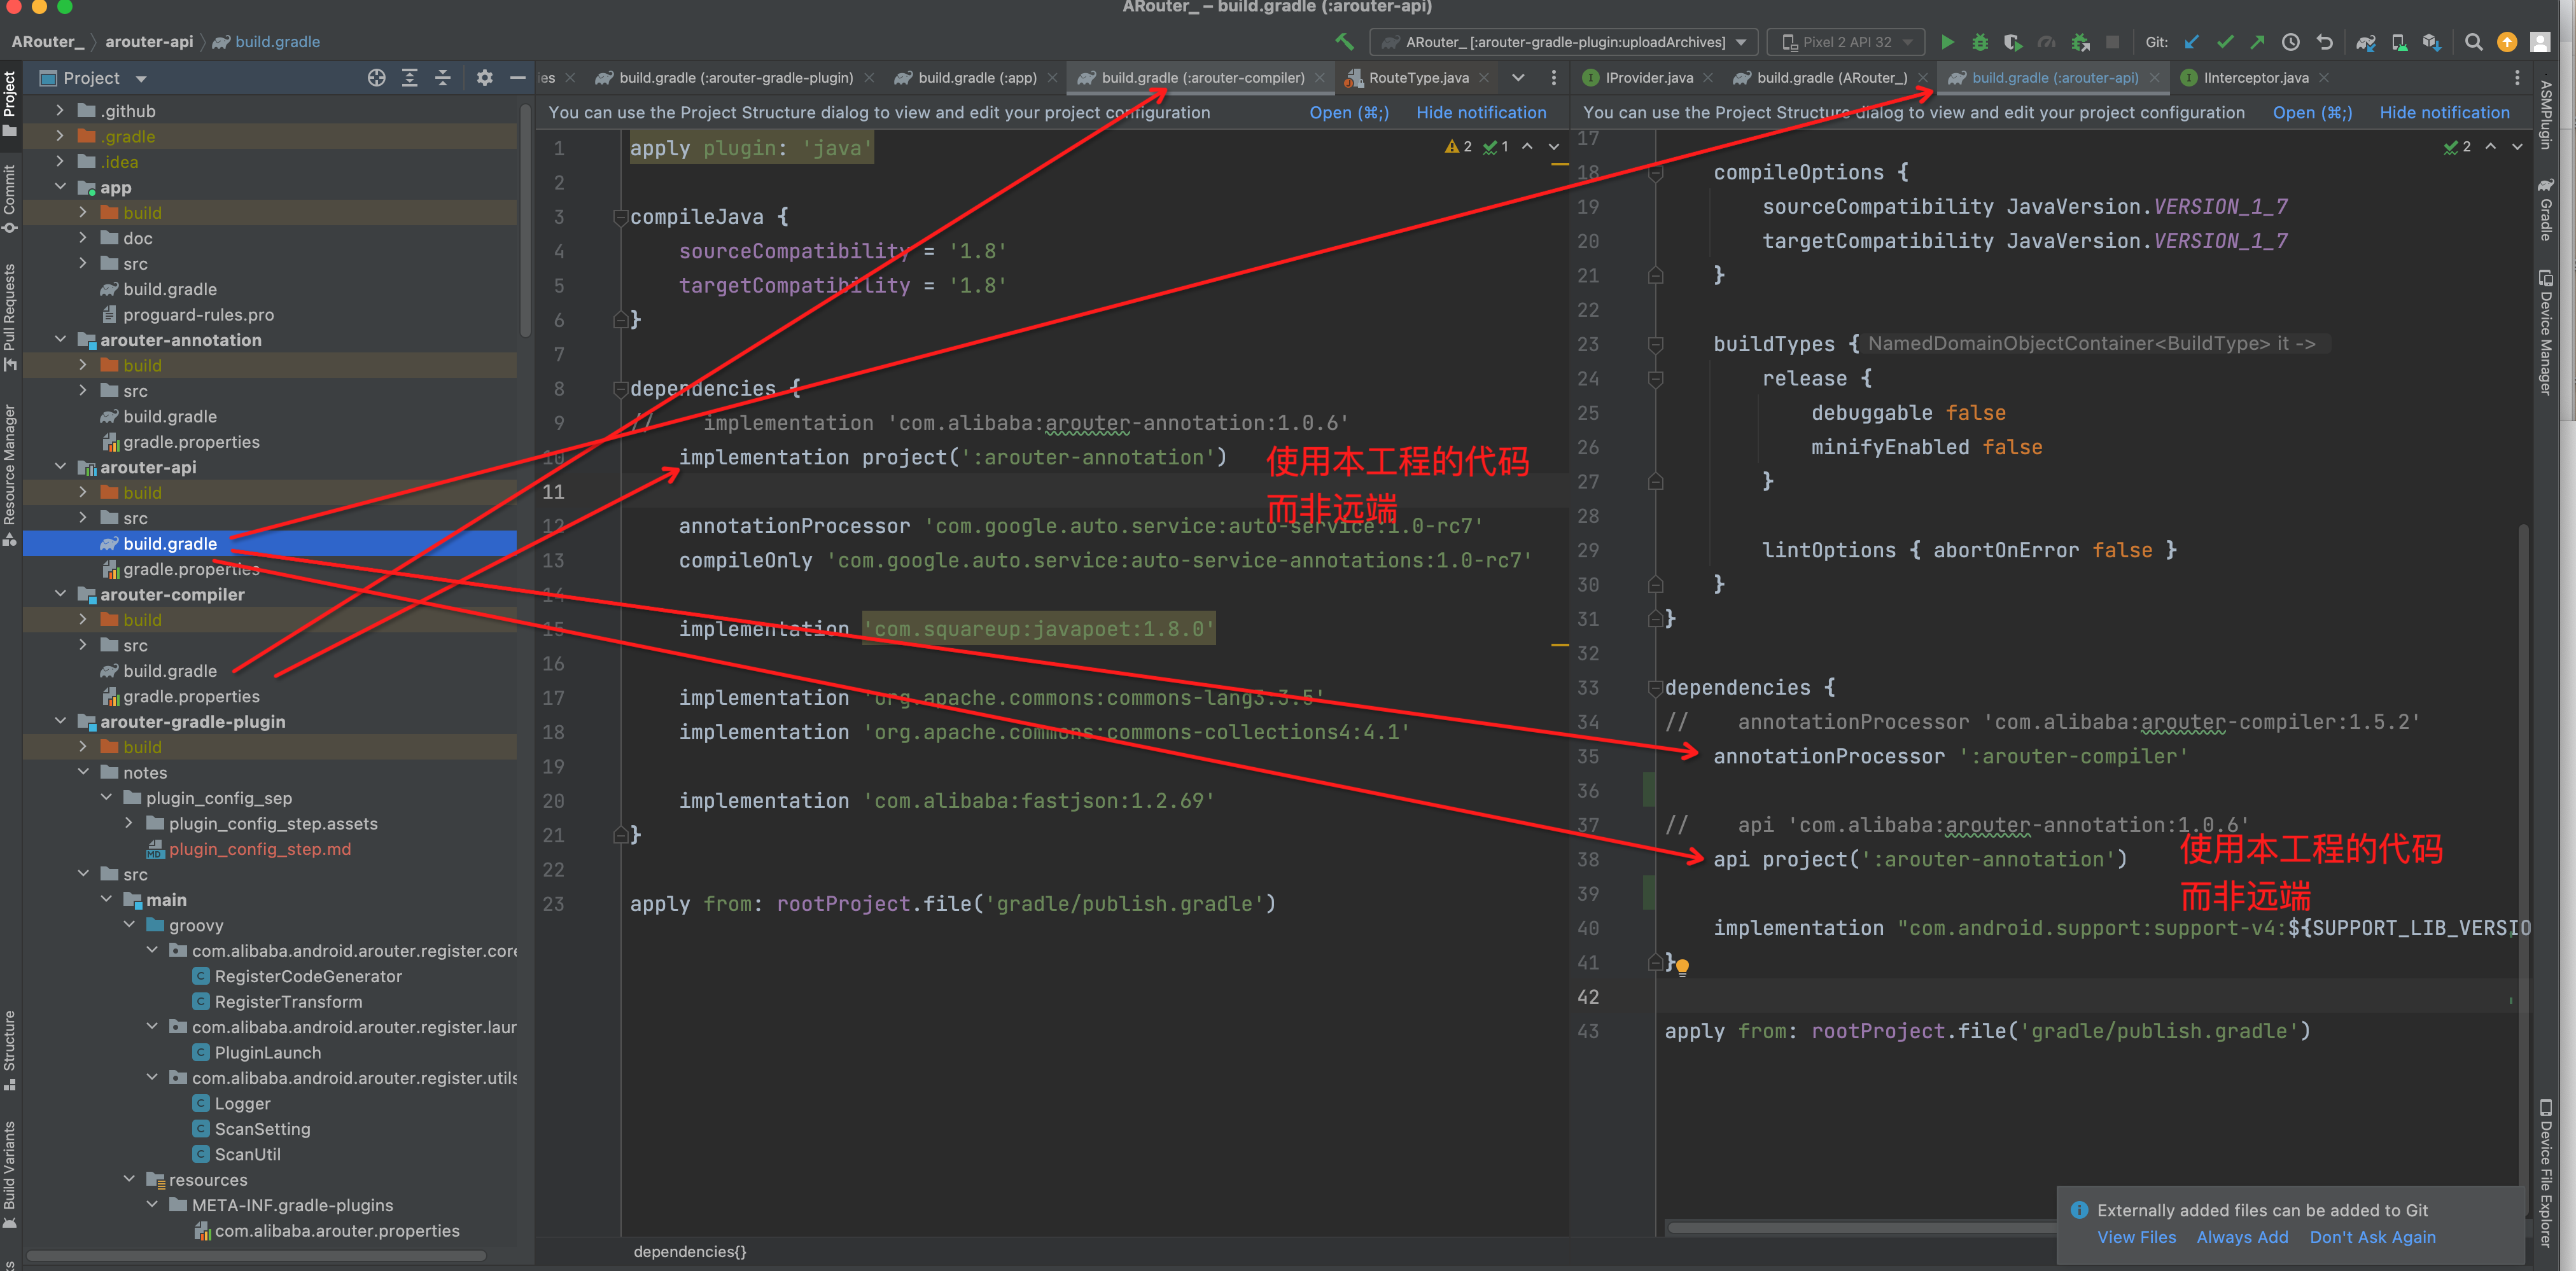 ARouter_ – build.gradle (:arouter-api)
ARouter_ arouter-api build.gradle
ARouter_ [:arouter-gradle-plugin:uploadArchives] Pixel 2 API 32 Git:
Project
es build.gradle (:arouter-gradle-plugin) build.gradle (:app) build.gradle (:arouter-compiler) RouteType.java
IProvider.java build.gradle (ARouter_) build.gradle (:arouter-api) IInterceptor.java
You can use the Project Structure dialog to view and edit your project configuration Open (⌘;) Hide notification
You can use the Project Structure dialog to view and edit your project configuration Open (⌘;) Hide notification
Project
Commit
Pull Requests
Resource Manager
Structure
Build Variants
.github
.gradle
.idea
app
build
doc
src
build.gradle
proguard-rules.pro
arouter-annotation
build
src
build.gradle
gradle.properties
arouter-api
build
src
build.gradle
gradle.properties
arouter-compiler
build
src
build.gradle
gradle.properties
arouter-gradle-plugin
build
notes
plugin_config_sep
plugin_config_step.assets
MD plugin_config_step.md
src
main
groovy
com.alibaba.android.arouter.register.core
RegisterCodeGenerator
RegisterTransform
com.alibaba.android.arouter.register.laun
PluginLaunch
com.alibaba.android.arouter.register.utils
Logger
ScanSetting
ScanUtil
resources
META-INF.gradle-plugins
com.alibaba.arouter.properties
2 1
1 apply plugin: 'java'
2
3 compileJava {
4 sourceCompatibility = '1.8'
5 targetCompatibility = '1.8'
6 }
7
8 dependencies {
9 // implementation 'com.alibaba:arouter-annotation:1.0.6'
10 implementation project(':arouter-annotation')
11
12 annotationProcessor 'com.google.auto.service:auto-service:1.0-rc7'
13 compileOnly 'com.google.auto.service:auto-service-annotations:1.0-rc7'
14
15 implementation 'com.squareup:javapoet:1.8.0'
16
17 implementation 'org.apache.commons:commons-lang3:3.5'
18 implementation 'org.apache.commons:commons-collections4:4.1'
19
20 implementation 'com.alibaba:fastjson:1.2.69'
21 }
22
23 apply from: rootProject.file('gradle/publish.gradle')
使用本工程的代码
而非远端
dependencies{}
2
17
18 compileOptions {
19 sourceCompatibility JavaVersion.VERSION_1_7
20 targetCompatibility JavaVersion.VERSION_1_7
21 }
22
23 buildTypes { NamedDomainObjectContainer<BuildType> it ->
24 release {
25 debuggable false
26 minifyEnabled false
27 }
28
29 lintOptions { abortOnError false }
30 }
31 }
32
33 dependencies {
34 // annotationProcessor 'com.alibaba:arouter-compiler:1.5.2'
35 annotationProcessor ':arouter-compiler'
36
37 // api 'com.alibaba:arouter-annotation:1.0.6'
38 api project(':arouter-annotation')
39
40 implementation "com.android.support:support-v4:${SUPPORT_LIB_VERSIO
41 }
42
43 apply from: rootProject.file('gradle/publish.gradle')
使用本工程的代码
而非远端
ASMPlugin
Gradle
Device Manager
Device File Explorer
Externally added files can be added to Git
View Files Always Add Don't Ask Again